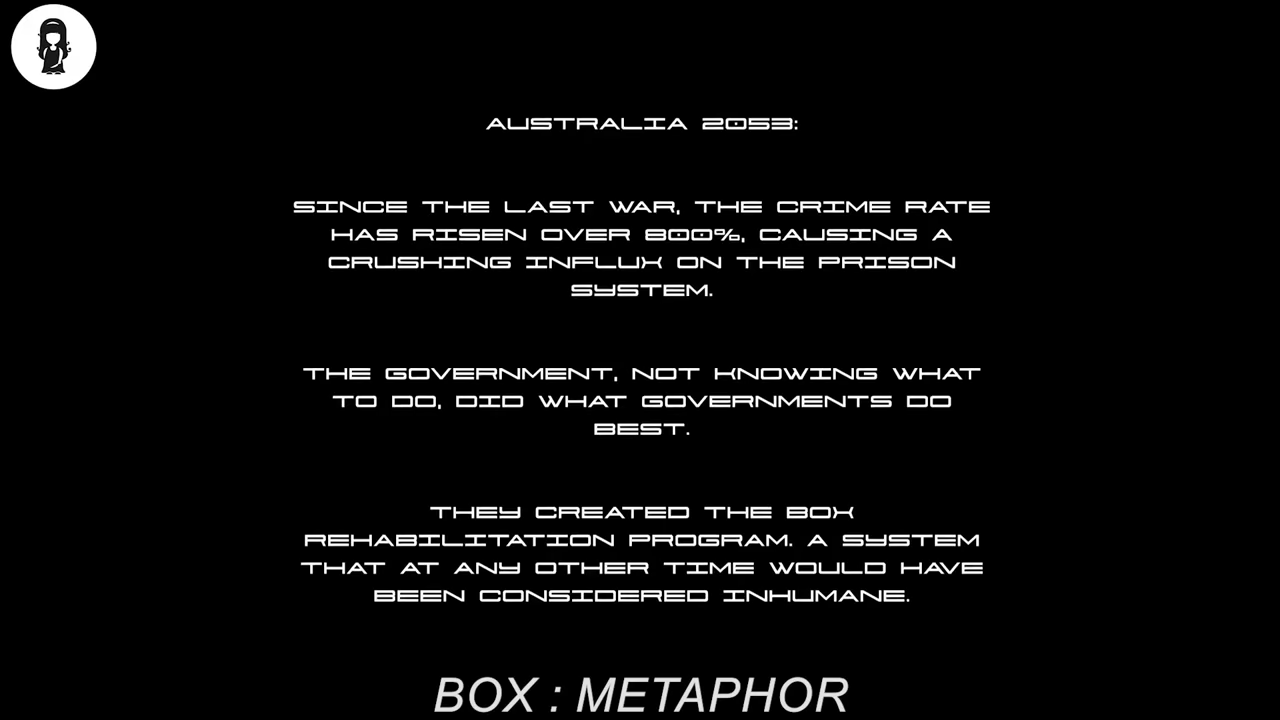 AUSTRALIA 2053:
SINCE THE LAST WAR, THE CRIME RATE
HAS RISEN OVER 800%, CAUSING A
CRUSHING INFLUX ON THE PRISON
SYSTEM.
THE GOVERNMENT, NOT KNOWING WHAT
TO DO, DID WHAT GOVERNMENTS DO
BEST.
THEY CREATED THE BOX
REHABILITATION PROGRAM. A SYSTEM
THAT AT ANY OTHER TIME WOULD HAVE
BEEN CONSIDERED INHUMANE.
BOX : METAPHOR